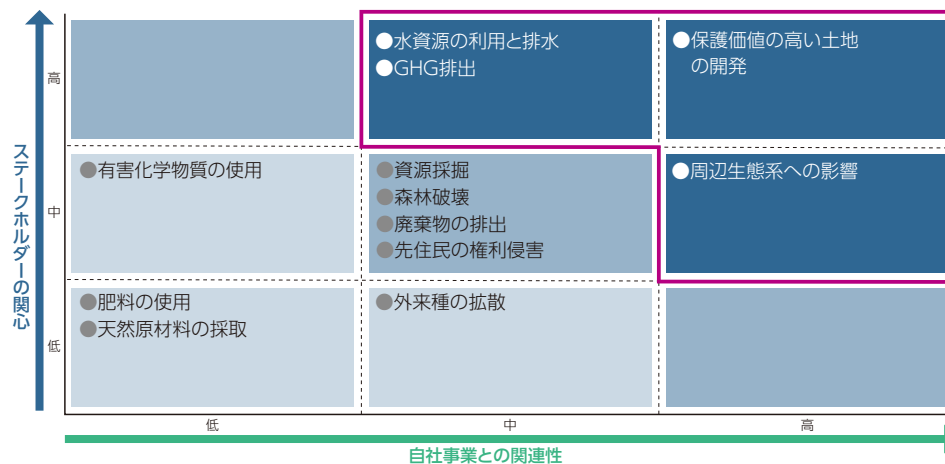 ステークホルダーの関心
高
●水資源の利用と排水
●GHG排出
●保護価値の高い土地
の開発
中
●有害化学物質の使用
●資源採掘
●森林破壊
●廃棄物の排出
●先住民の権利侵害
●周辺生態系への影響
低
●肥料の使用
●天然原材料の採取
●外来種の拡散
低
中
高
自社事業との関連性